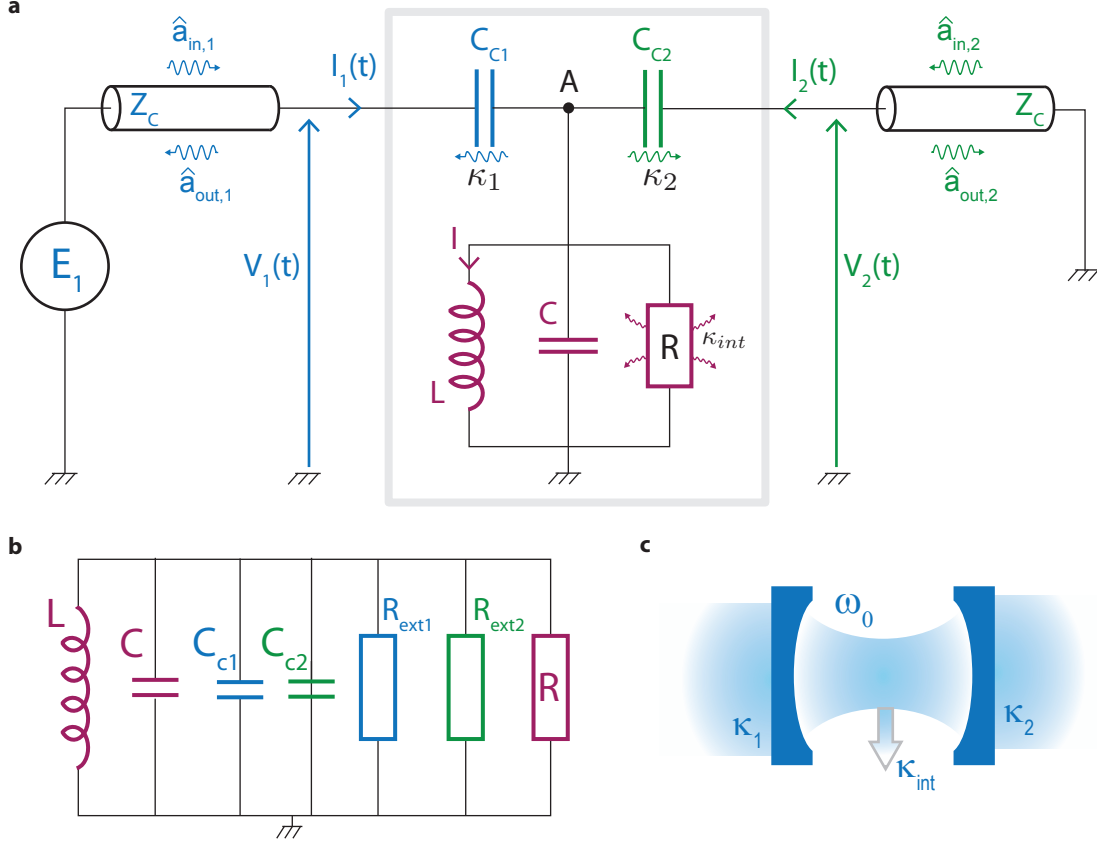 a
â_in,1
Z_C
â_out,1
E_1
V_1(t)
I_1(t)
C_C1
κ_1
A
C_C2
κ_2
I
L
C
R
κ_int
I_2(t)
V_2(t)
â_in,2
Z_C
â_out,2
b
L
C
C_c1
C_c2
R_ext1
R_ext2
R
c
ω_0
κ_1
κ_2
κ_int